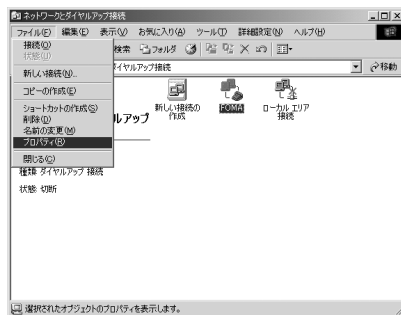 ネットワークとダイヤルアップ接続
ファイル(F) 編集(E) 表示(V) お気に入り(A) ツール(T) 詳細設定(N) ヘルプ(H)
接続(O)
状態(U)
新しい接続(N)...
コピーの作成(E)
ショートカットの作成(S)
削除(D)
名前の変更(M)
プロパティ(R)
閉じる(C)
検索 フォルダ
ダイヤルアップ接続
移動
ルアップ
新しい接続の
作成
FOMA
ローカル エリア
接続
種類: ダイヤルアップ 接続
状態: 切断
選択されたオブジェクトのプロパティを表示します。